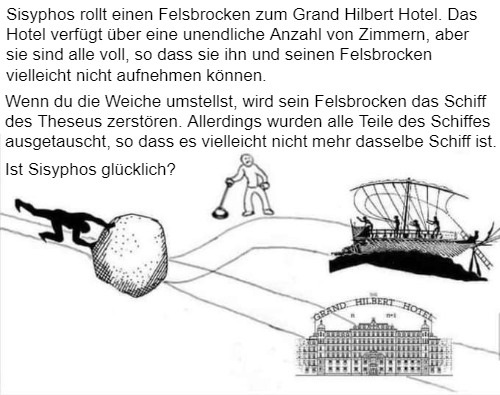 Sisyphos rollt einen Felsbrocken zum Grand Hilbert Hotel. Das
Hotel verfügt über eine unendliche Anzahl von Zimmern, aber
sie sind alle voll, so dass sie ihn und seinen Felsbrocken
vielleicht nicht aufnehmen können.
Wenn du die Weiche umstellst, wird sein Felsbrocken das Schiff
des Theseus zerstören. Allerdings wurden alle Teile des Schiffes
ausgetauscht, so dass es vielleicht nicht mehr dasselbe Schiff ist.
Ist Sisyphos glücklich?
THE
GRAND HILBERT HOTEL
n n+1